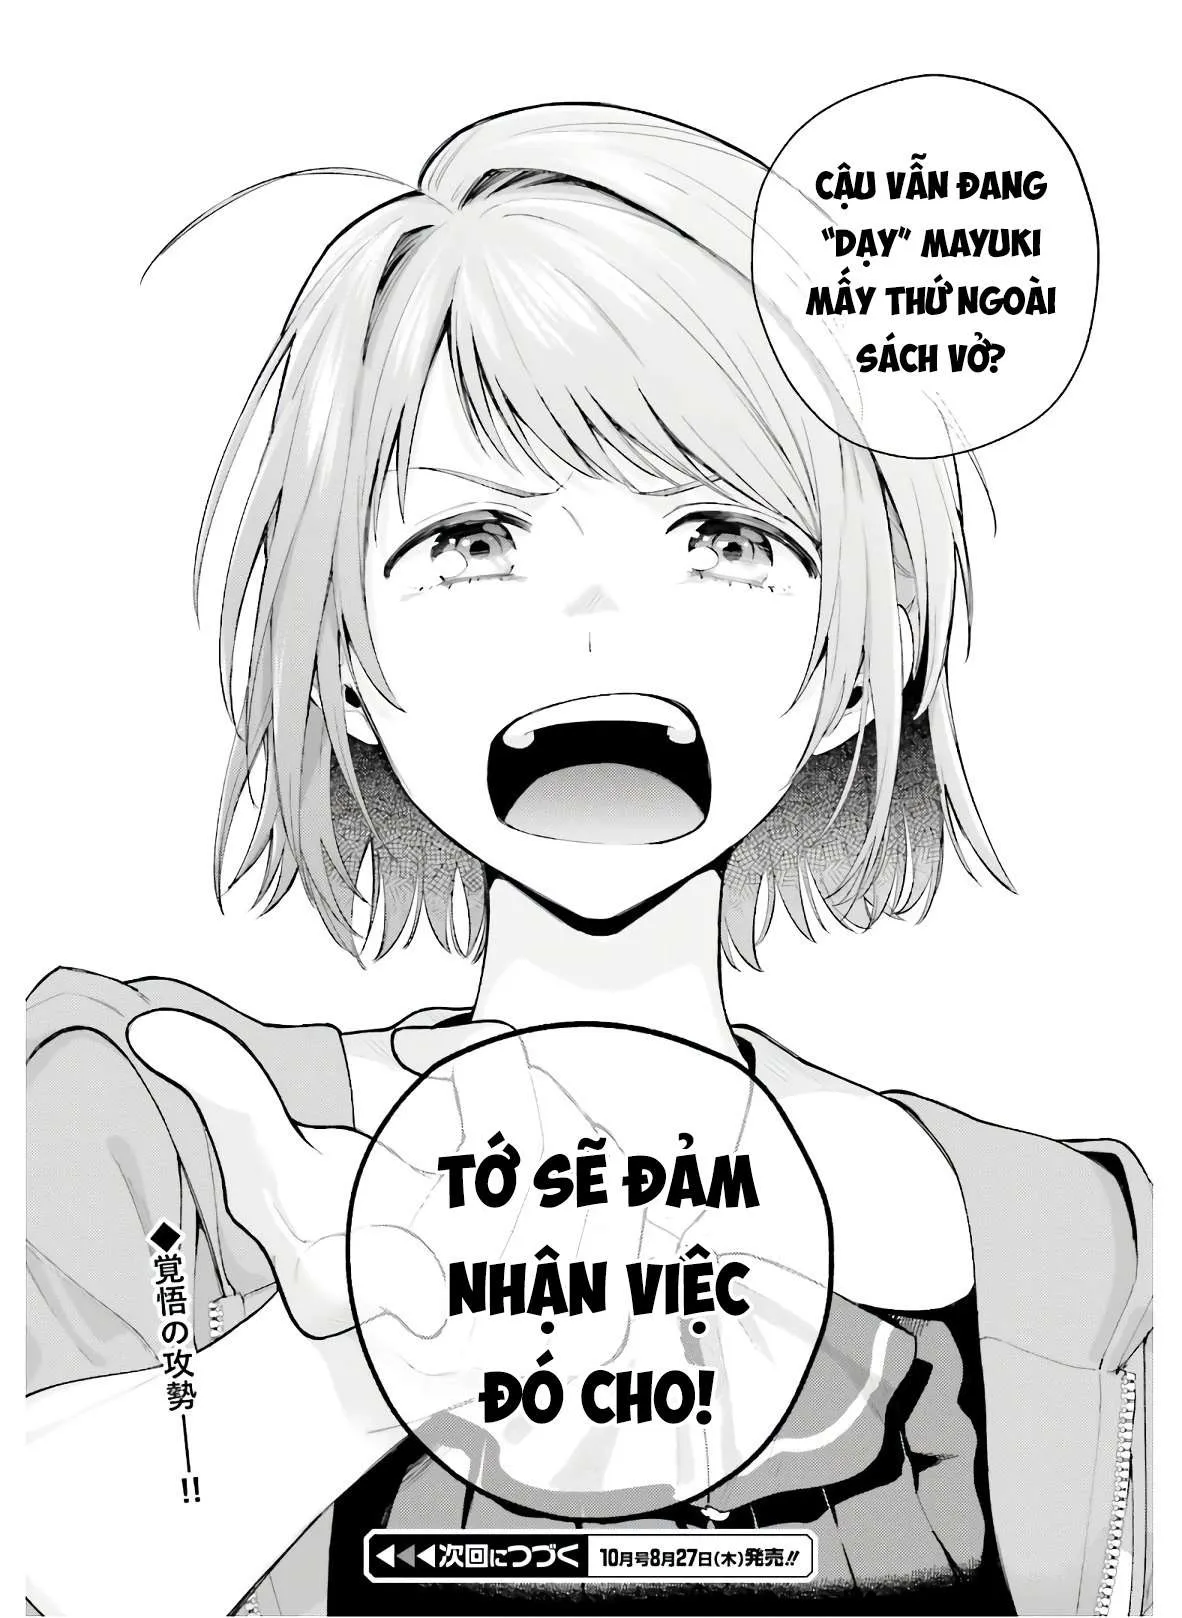 CẬU VẪN ĐANG
"DẠY" MAYUKI
MẤY THỨ NGOÀI
SÁCH VỞ?
TỚ SẼ ĐẢM
NHẬN VIỆC
ĐÓ CHO!
◆覚悟の攻勢――!!
次回につづく 10月号8月27日(木)発売!!